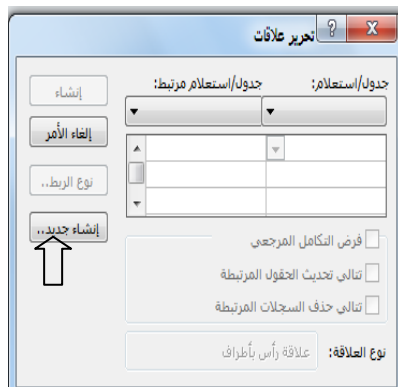 تحرير علاقات
جدول/استعلام: جدول/استعلام مرتبط:
إنشاء
إلغاء الأمر
نوع الربط..
إنشاء جديد..
فرض التكامل المرجعي
تتالي تحديث الحقول المرتبطة
تتالي حذف السجلات المرتبطة
نوع العلاقة: علاقة رأس بأطراف